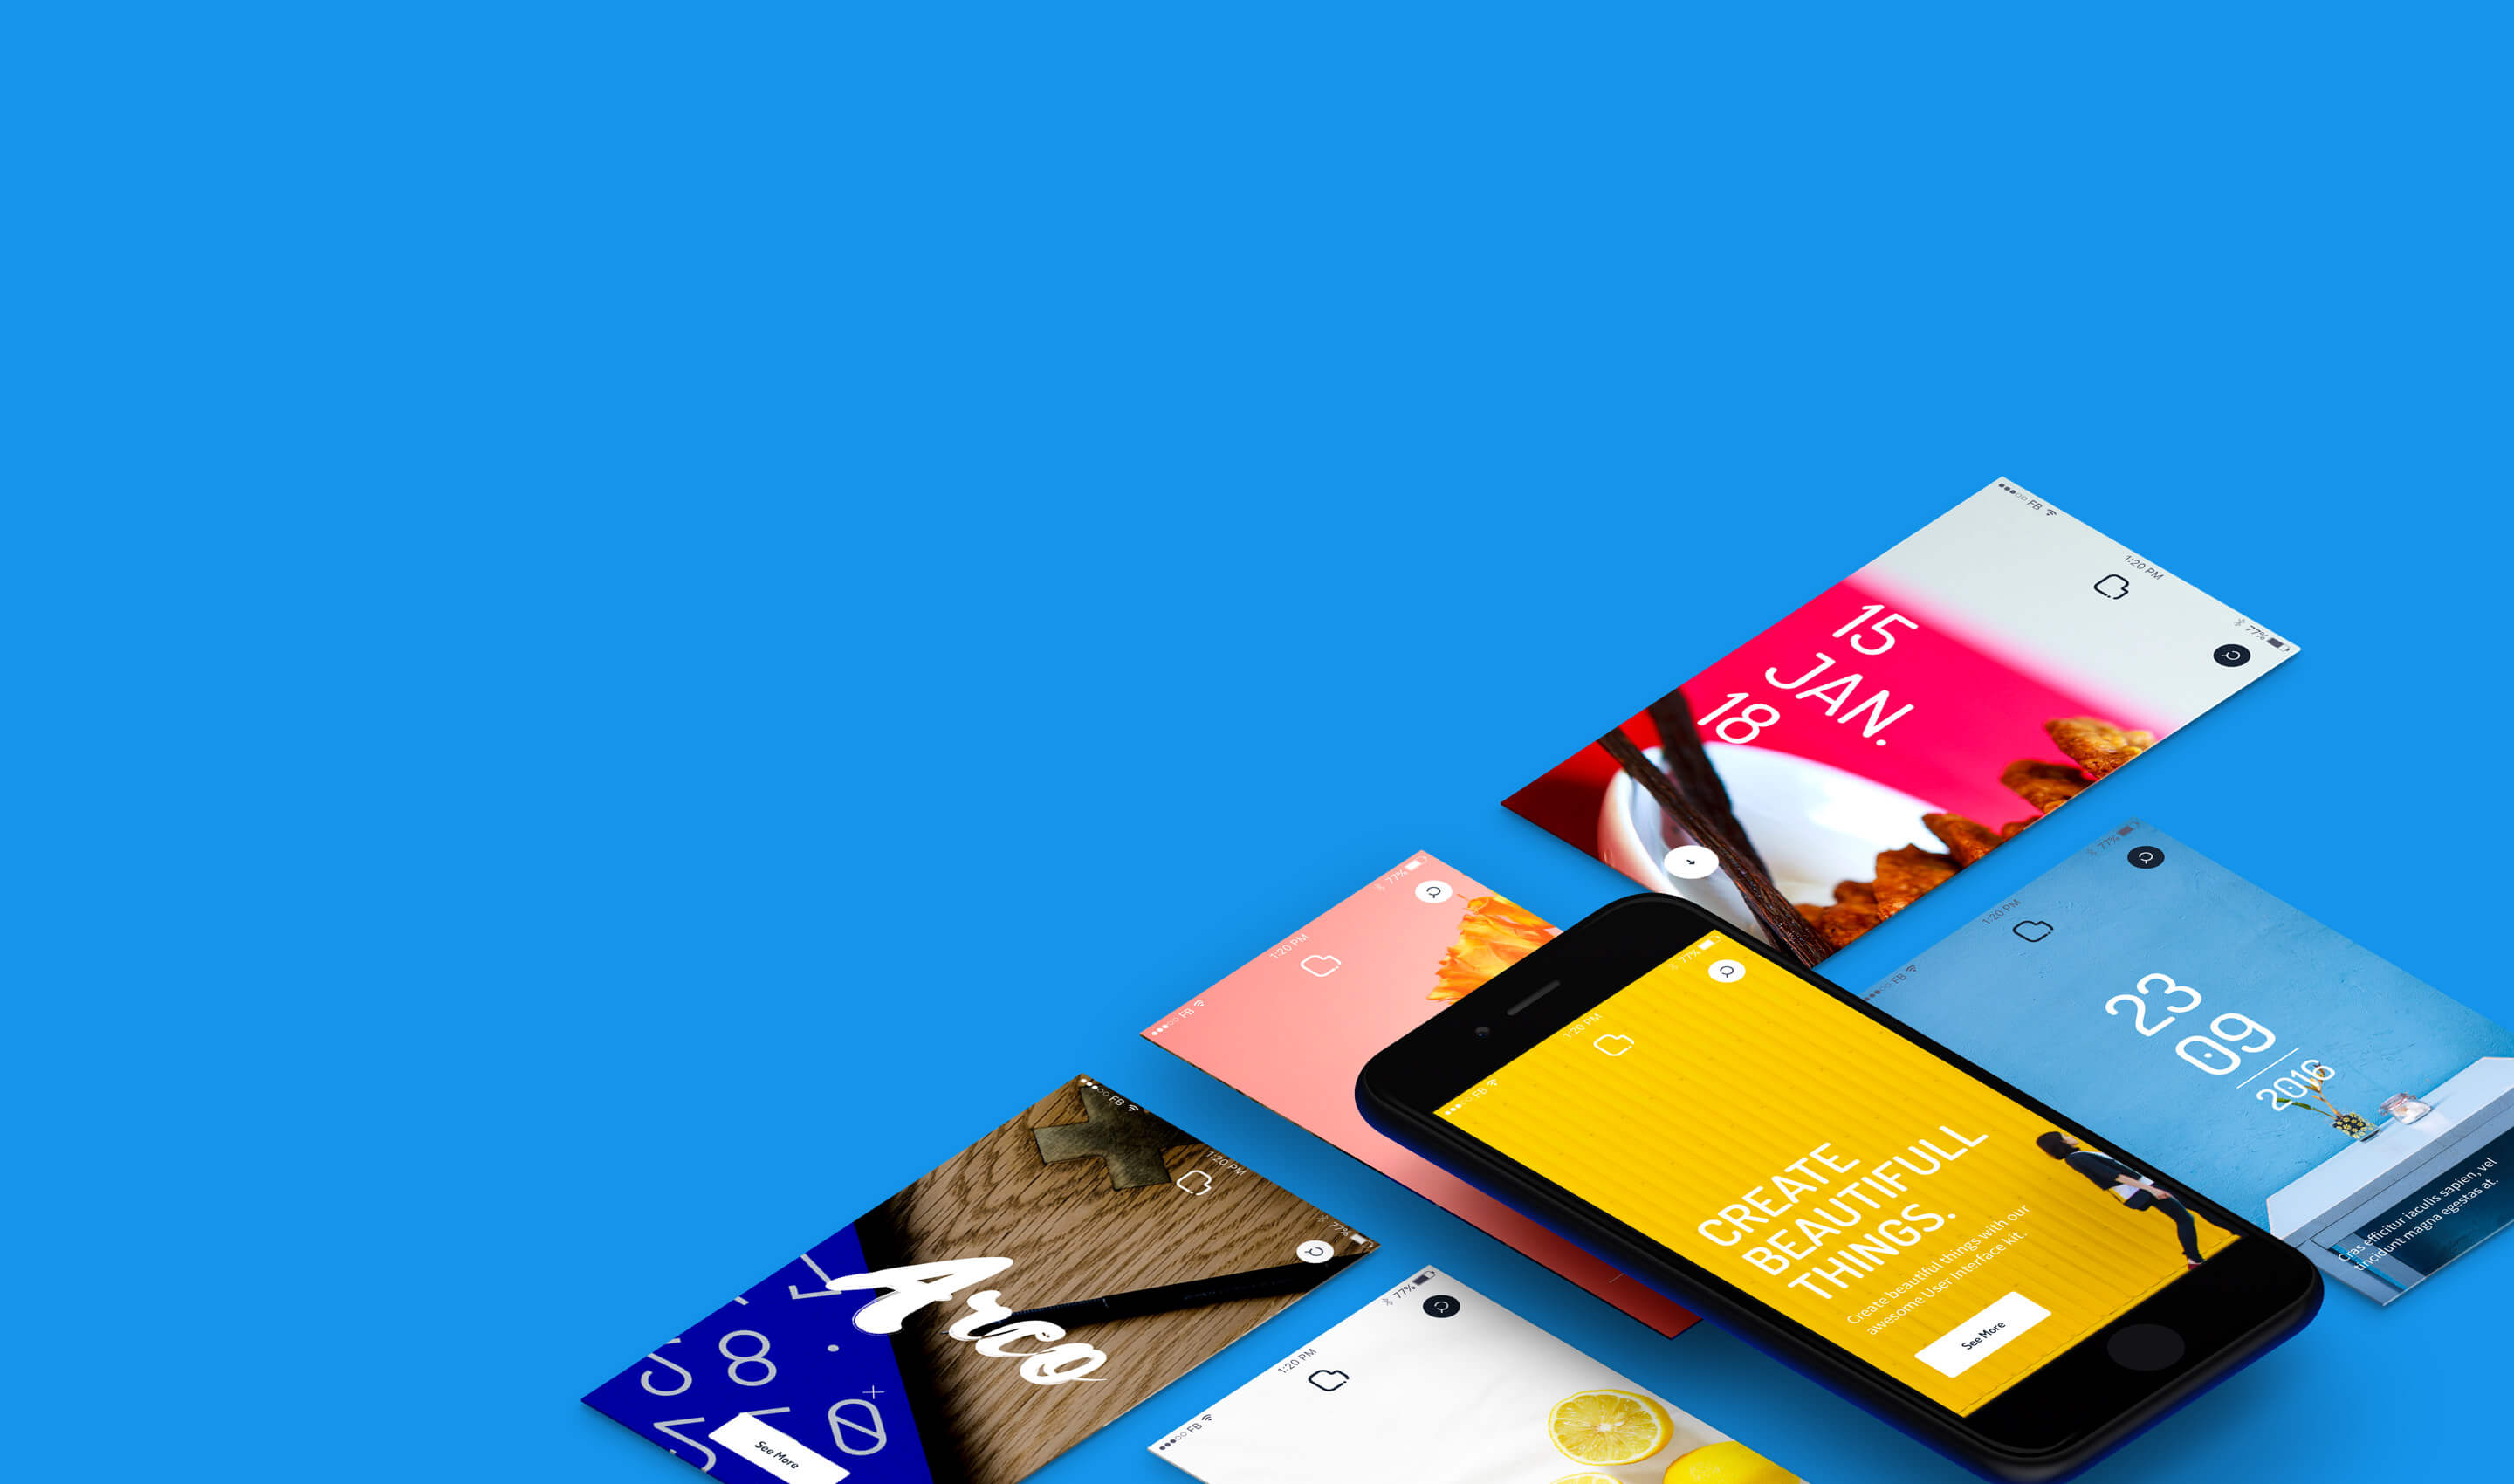 FB
1:20 PM
77%
15
JAN.
18
77%
1:20 PM
FB
77%
1:20 PM
FB
23
09
2016
Cras efficitur iaculis sapien, vel
tincidunt magna egestas at.
77%
1:20 PM
FB
CREATE
BEAUTIFULL
THINGS.
Create beautiful things with our
awesome User Interface kit.
See More
FB
1:20 PM
77%
Arco
8
See More
77%
1:20 PM
FB